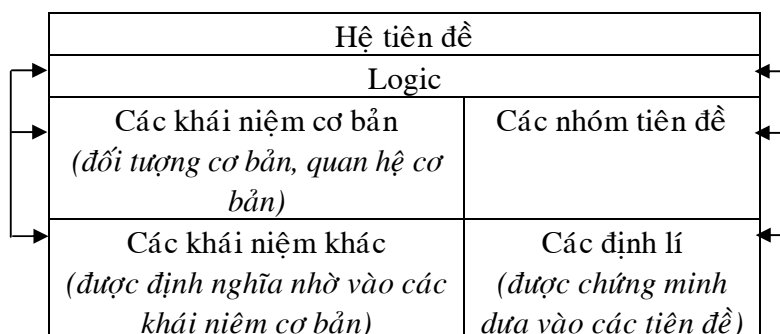 Hệ tiên đề
Logic
Các khái niệm cơ bản
(đối tượng cơ bản, quan hệ cơ
bản)
Các nhóm tiên đề
Các khái niệm khác
(được định nghĩa nhờ vào các
khái niệm cơ bản)
Các định lí
(được chứng minh
dựa vào các tiên đề)